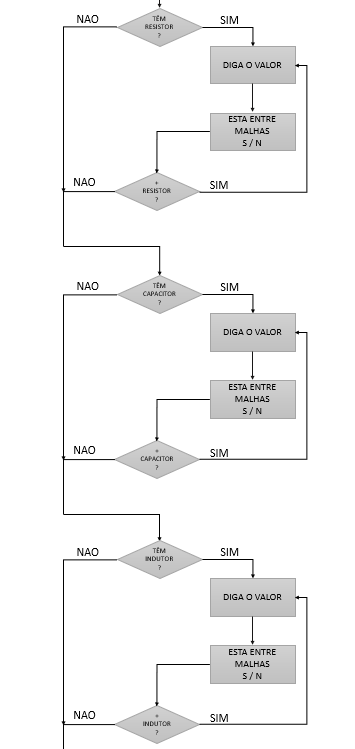 NAO
TÊM
RESISTOR
?
SIM
DIGA O VALOR
ESTA ENTRE
MALHAS
S / N
NAO
+
RESISTOR
?
SIM
NAO
TÊM
CAPACITOR
?
SIM
DIGA O VALOR
ESTA ENTRE
MALHAS
S / N
NAO
+
CAPACITOR
?
SIM
NAO
TÊM
INDUTOR
?
SIM
DIGA O VALOR
ESTA ENTRE
MALHAS
S / N
NAO
+
INDUTOR
?
SIM